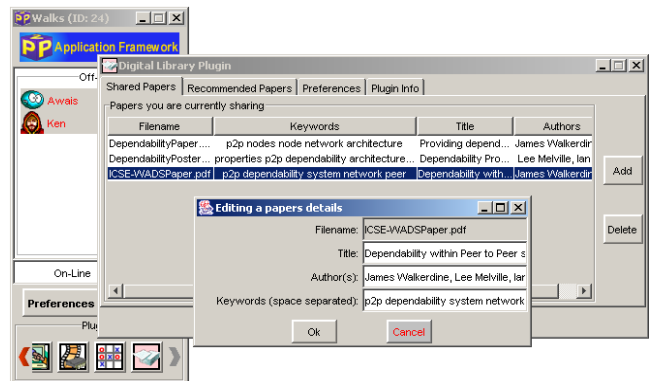 Walks (ID: 24)
PP Application Framework
Off-
Awais
Ken
On-Line
Preferences
Plu
Digital Library Plugin
Shared Papers Recommended Papers Preferences Plugin Info
Papers you are currently sharing
Filename Keywords Title Authors
DependabilityPaper.... p2p nodes node network architecture Providing depend... James Walkerdin
DependabilityPoster... properties p2p dependability architecture... Dependability Pro... Lee Melville, Ian
ICSE-WADSPaper.pdf p2p dependability system network peer Dependability with... James Walkerdin
Add
Delete
Editing a papers details
Filename: ICSE-WADSPaper.pdf
Title: Dependability within Peer to Peer s
Author(s): James Walkerdine, Lee Melville, Iar
Keywords (space separated): p2p dependability system network
Ok Cancel